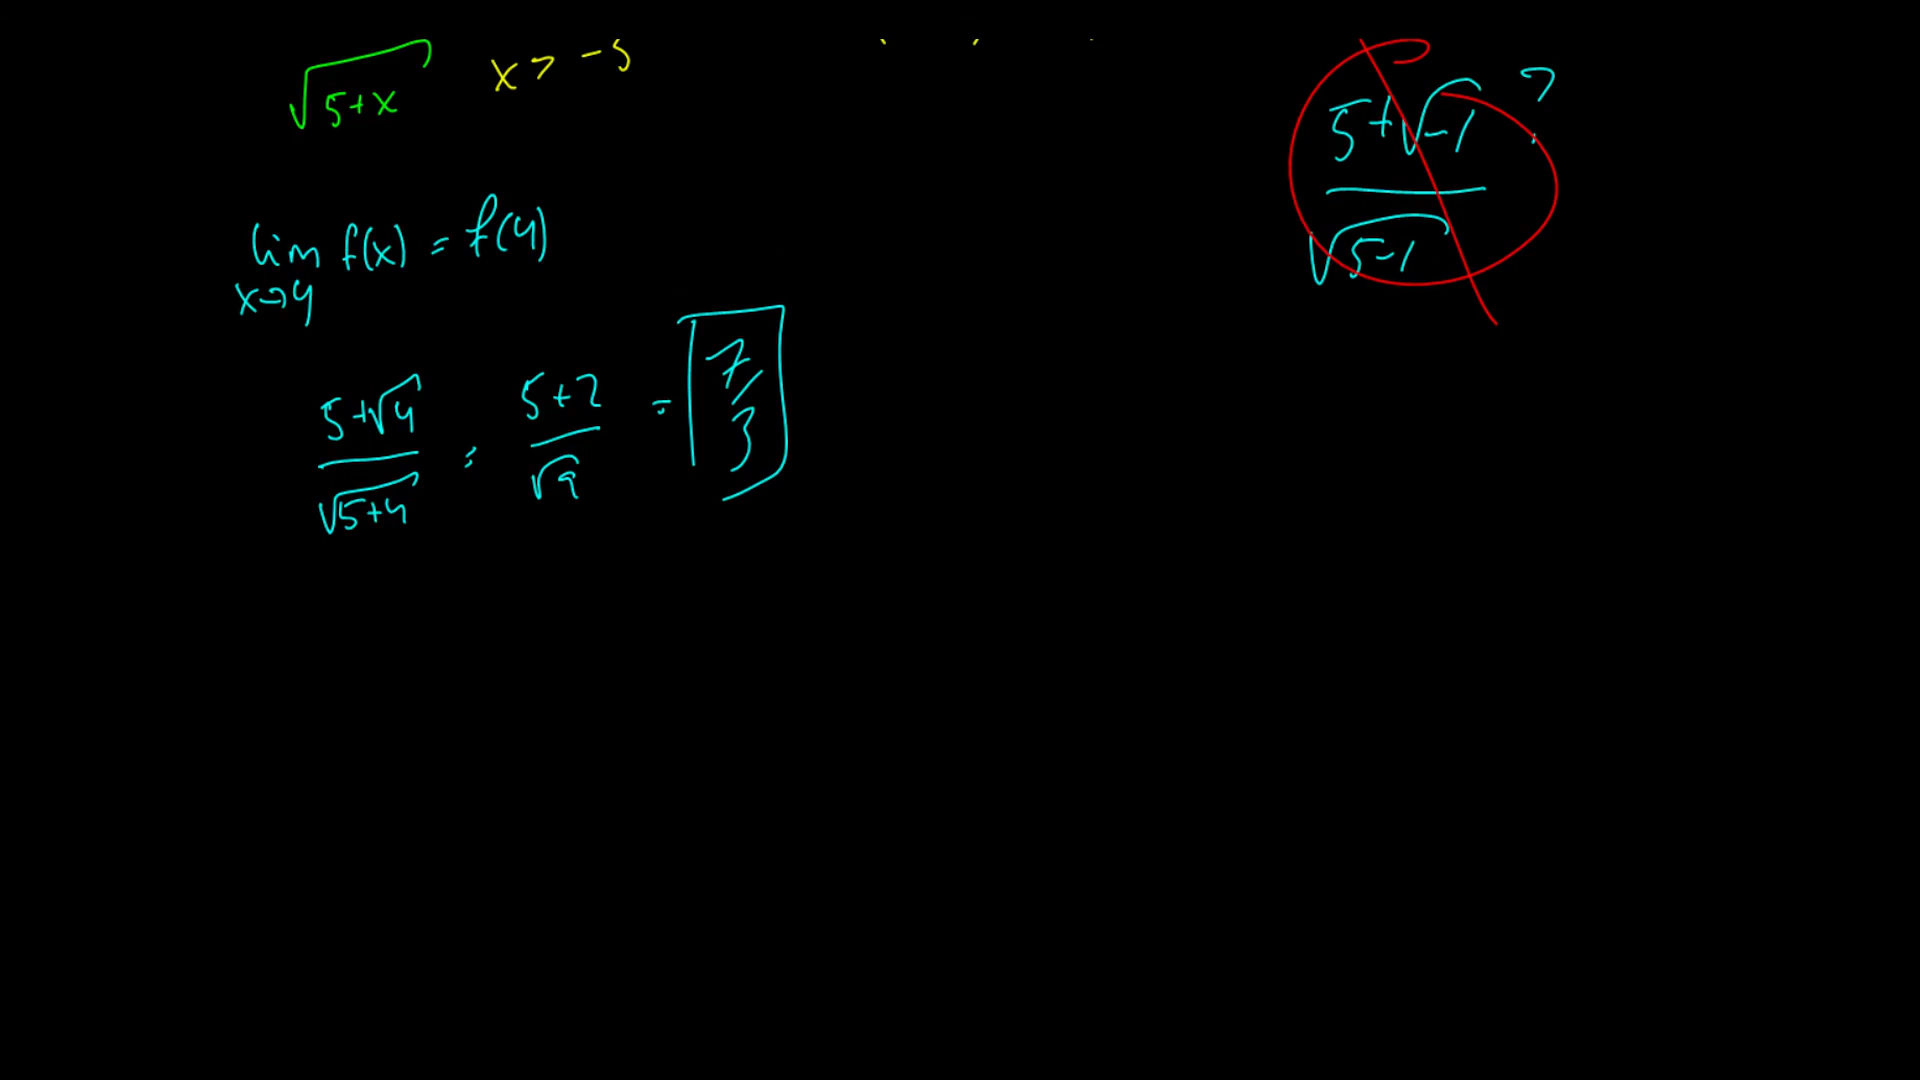 √(5+x) x > -5
(5+√-1)/√(5-1) ?
lim x→4 f(x) = f(4)
(5+√4)/√(5+4) = (5+2)/√9 = 7/3